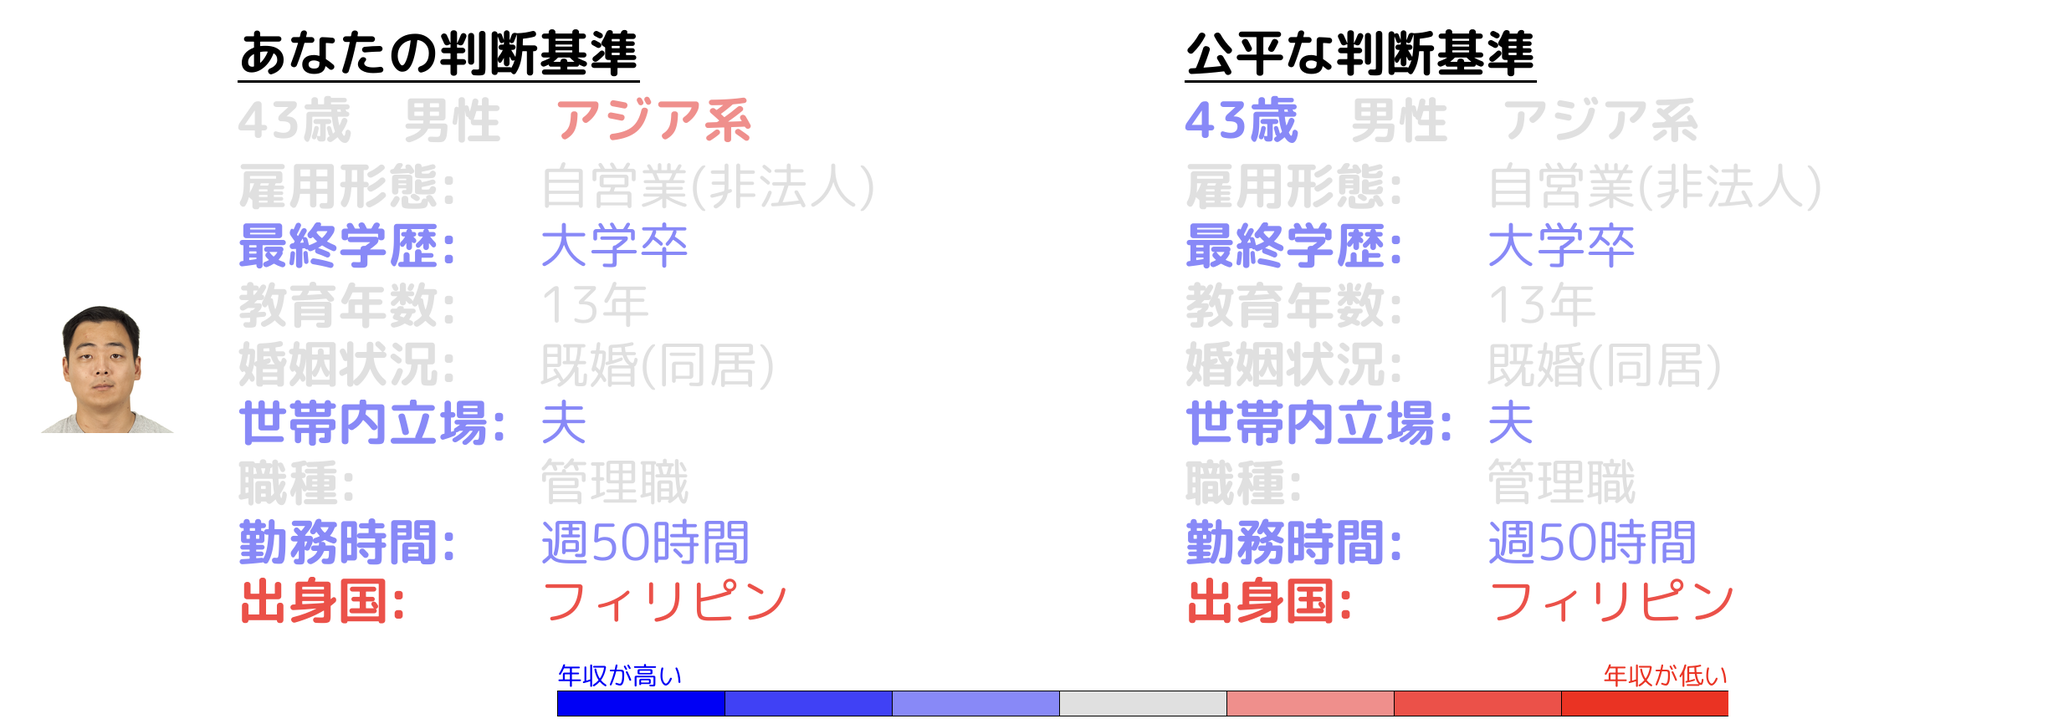 あなたの判断基準
43歳 男性 アジア系
雇用形態: 自営業(非法人)
最終学歴: 大学卒
教育年数: 13年
婚姻状況: 既婚(同居)
世帯内立場: 夫
職種: 管理職
勤務時間: 週50時間
出身国: フィリピン
公平な判断基準
43歳 男性 アジア系
雇用形態: 自営業(非法人)
最終学歴: 大学卒
教育年数: 13年
婚姻状況: 既婚(同居)
世帯内立場: 夫
職種: 管理職
勤務時間: 週50時間
出身国: フィリピン
年収が高い 年収が低い